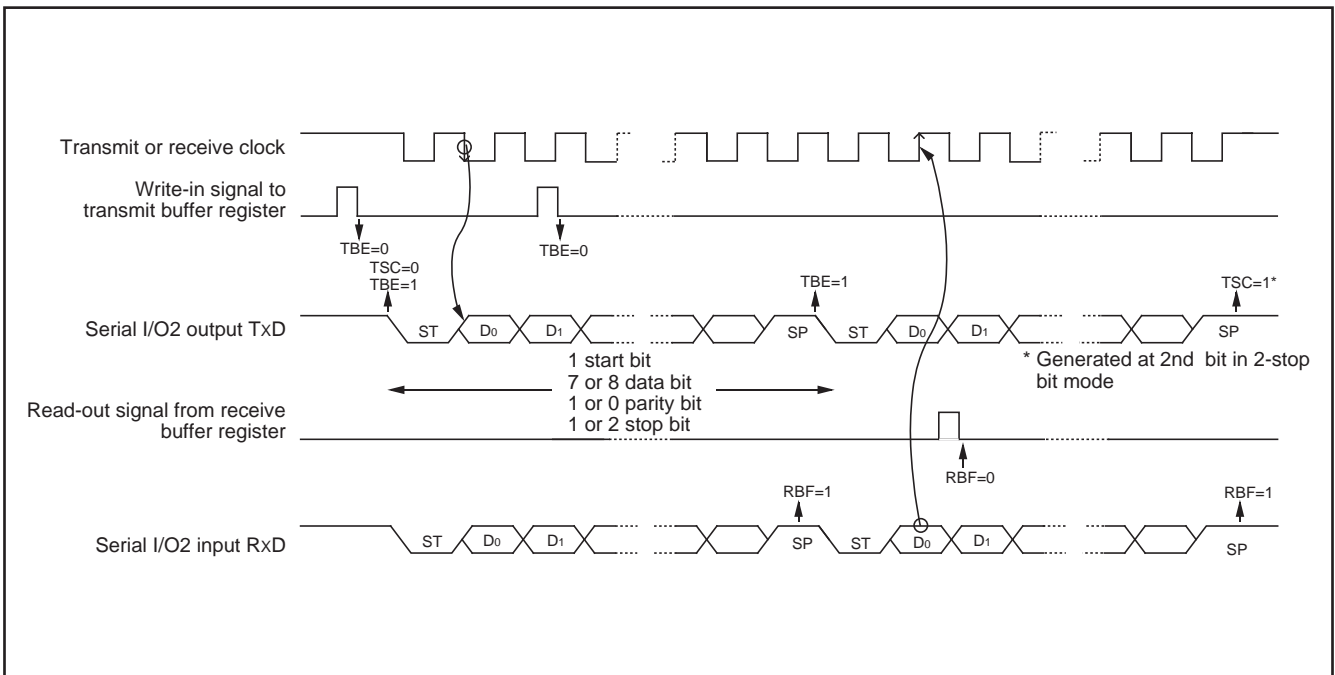 Transmit or receive clock
Write-in signal to
transmit buffer register
TBE=0
TBE=0
TSC=0
TBE=1
TBE=1
TSC=1*
Serial I/O2 output TxD
ST
D0
D1
SP
ST
D0
D1
SP
1 start bit
7 or 8 data bit
1 or 0 parity bit
1 or 2 stop bit
* Generated at 2nd bit in 2-stop
bit mode
Read-out signal from receive
buffer register
RBF=0
RBF=1
RBF=1
Serial I/O2 input RxD
ST
D0
D1
SP
ST
D0
D1
SP